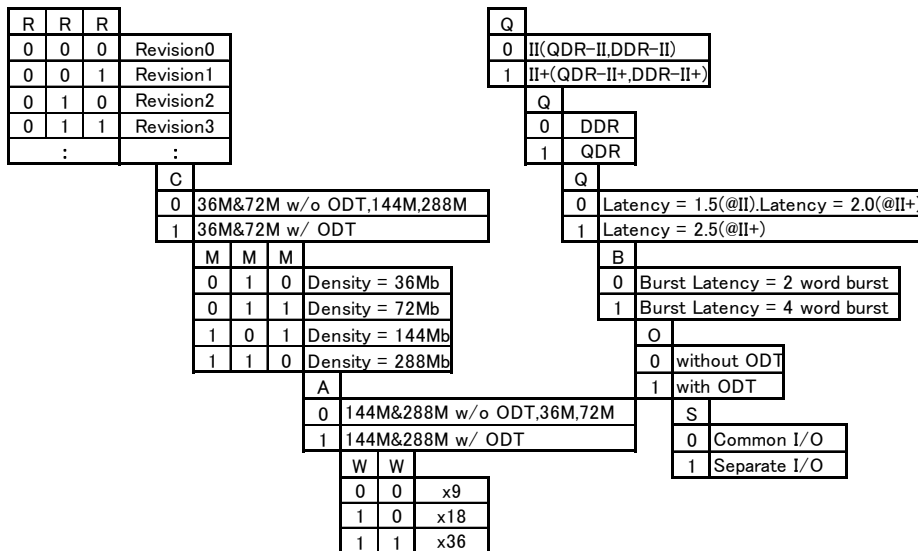 R R R
0 0 0 Revision0
0 0 1 Revision1
0 1 0 Revision2
0 1 1 Revision3
: :
C
0 36M&72M w/o ODT,144M,288M
1 36M&72M w/ ODT
M M M
0 1 0 Density = 36Mb
0 1 1 Density = 72Mb
1 0 1 Density = 144Mb
1 1 0 Density = 288Mb
A
0 144M&288M w/o ODT,36M,72M
1 144M&288M w/ ODT
W W
0 0 x9
1 0 x18
1 1 x36
Q
0 II(QDR-II,DDR-II)
1 II+(QDR-II+,DDR-II+)
Q
0 DDR
1 QDR
Q
0 Latency = 1.5(@II).Latency = 2.0(@II+)
1 Latency = 2.5(@II+)
B
0 Burst Latency = 2 word burst
1 Burst Latency = 4 word burst
O
0 without ODT
1 with ODT
S
0 Common I/O
1 Separate I/O